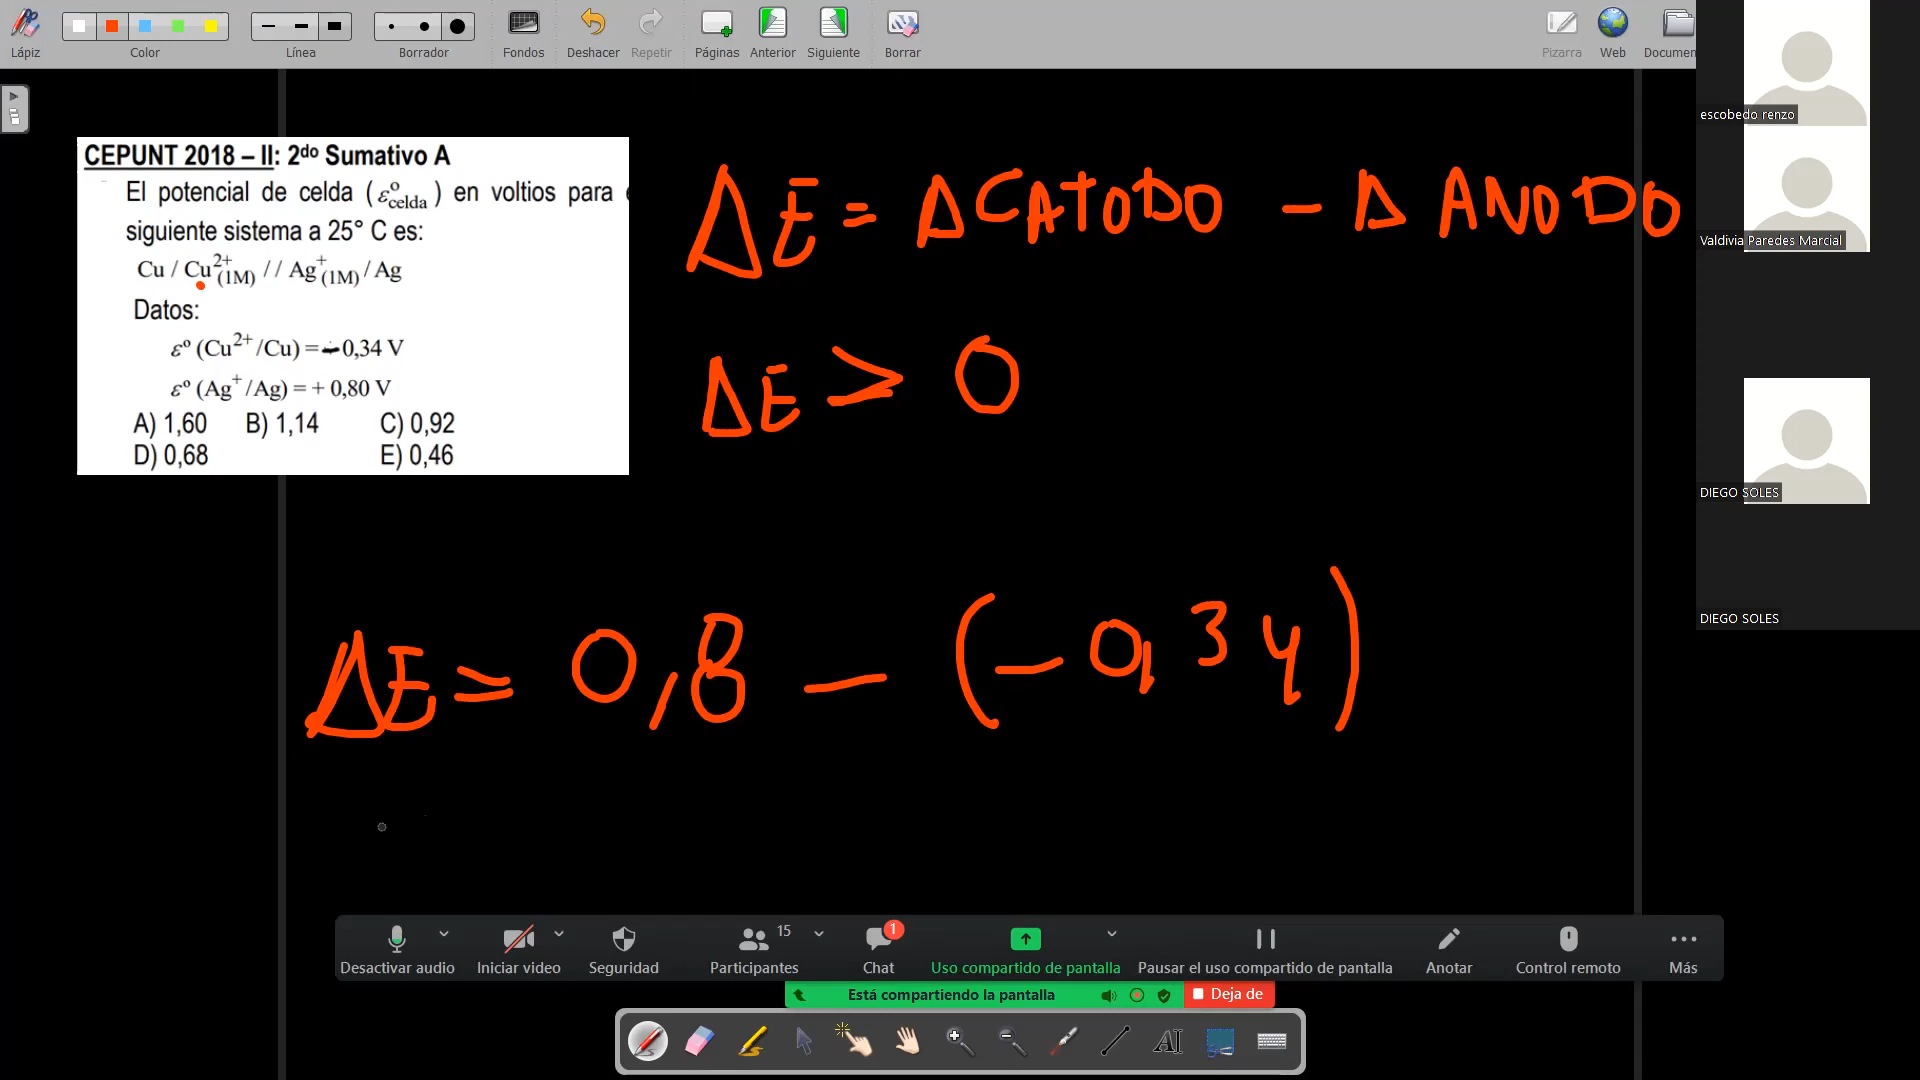 Lápiz
Color
Línea
Borrador
Fondos
Deshacer
Repetir
Páginas
Anterior
Siguiente
Borrar
Pizarra
Web
Documen
escobedo renzo
Valdivia Paredes Marcial
DIEGO SOLES
DIEGO SOLES
CEPUNT 2018 – II: 2do Sumativo A
El potencial de celda (ε°celda) en voltios para e
siguiente sistema a 25° C es:
Cu / Cu²⁺(1M) // Ag⁺(1M) / Ag
Datos:
ε° (Cu²⁺/Cu) = - 0,34 V
ε° (Ag⁺/Ag) = + 0,80 V
A) 1,60 B) 1,14 C) 0,92
D) 0,68 E) 0,46
ΔE = Δ CATODO - Δ ANODO
ΔE > 0
ΔE = 0,8 - (-0,34)
Desactivar audio
Iniciar video
Seguridad
Participantes 15
Chat 1
Uso compartido de pantalla
Pausar el uso compartido de pantalla
Anotar
Control remoto
Más
Está compartiendo la pantalla
Deja de
AI